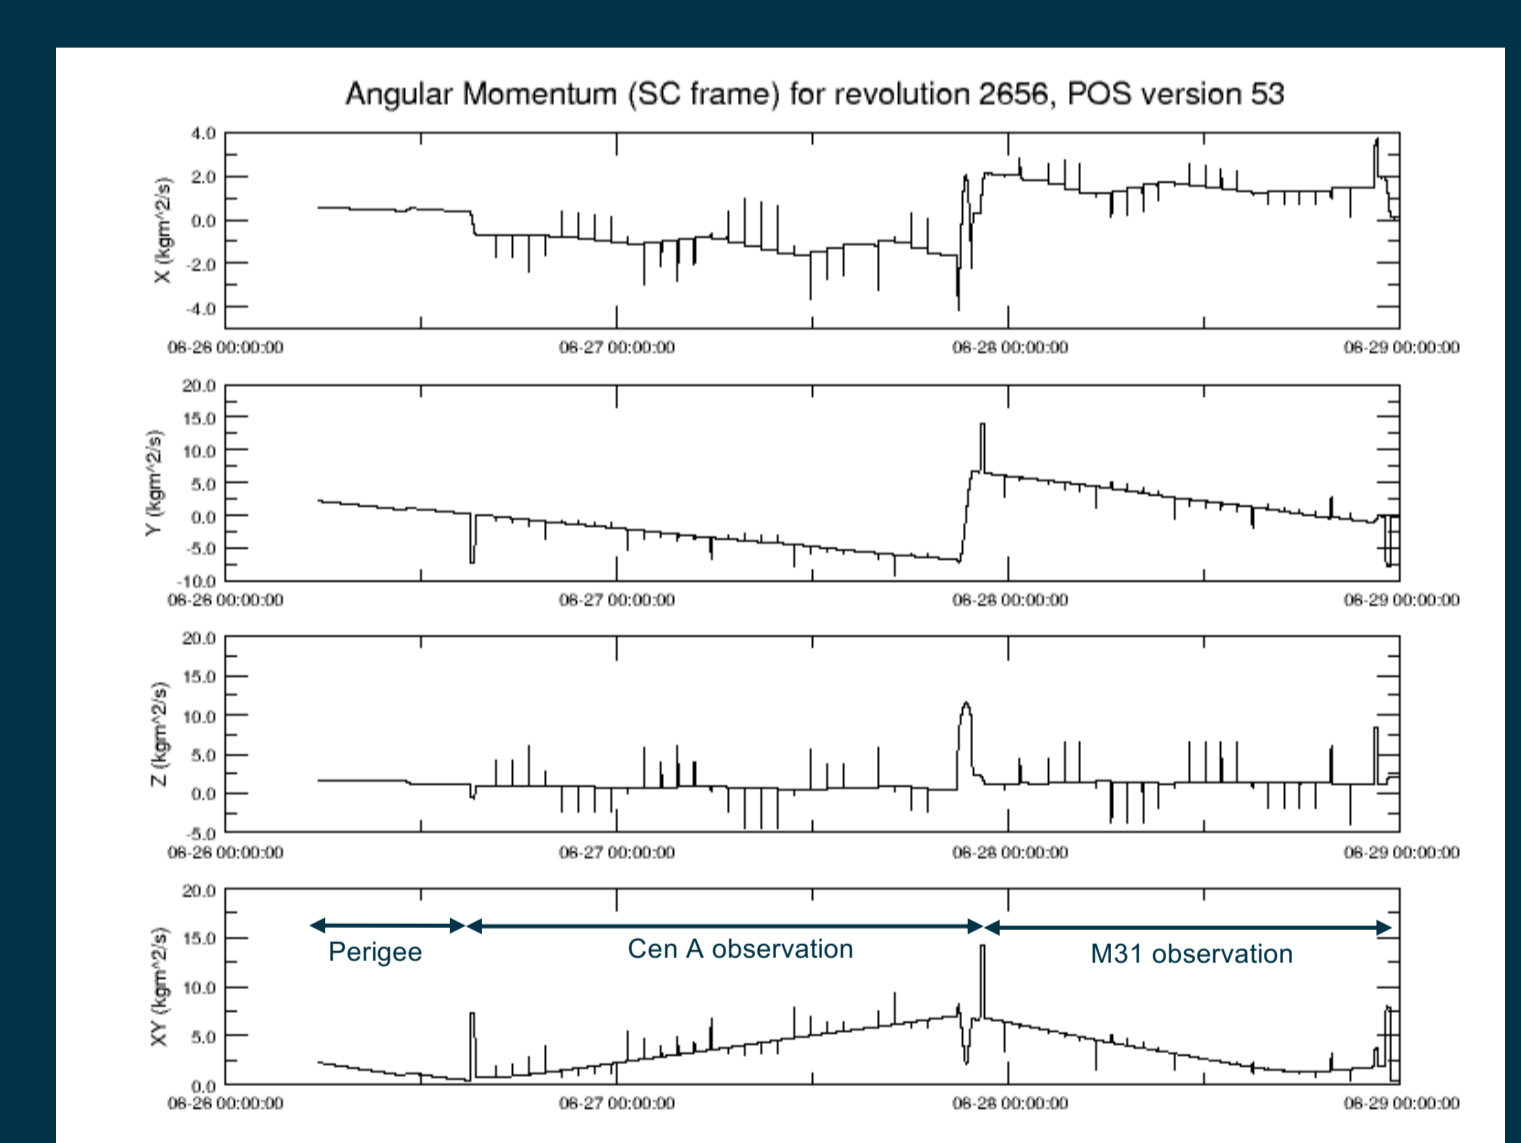 Angular Momentum (SC frame) for revolution 2656, POS version 53
X (kgm^2/s)
4.0
2.0
0.0
-2.0
-4.0
06-26 00:00:00 06-27 00:00:00 06-28 00:00:00 06-29 00:00:00
Y (kgm^2/s)
20.0
15.0
10.0
5.0
0.0
-5.0
-10.0
06-26 00:00:00 06-27 00:00:00 06-28 00:00:00 06-29 00:00:00
Z (kgm^2/s)
20.0
15.0
10.0
5.0
0.0
-5.0
06-26 00:00:00 06-27 00:00:00 06-28 00:00:00 06-29 00:00:00
XY (kgm^2/s)
20.0
15.0
10.0
5.0
0.0
Perigee Cen A observation M31 observation
06-26 00:00:00 06-27 00:00:00 06-28 00:00:00 06-29 00:00:00